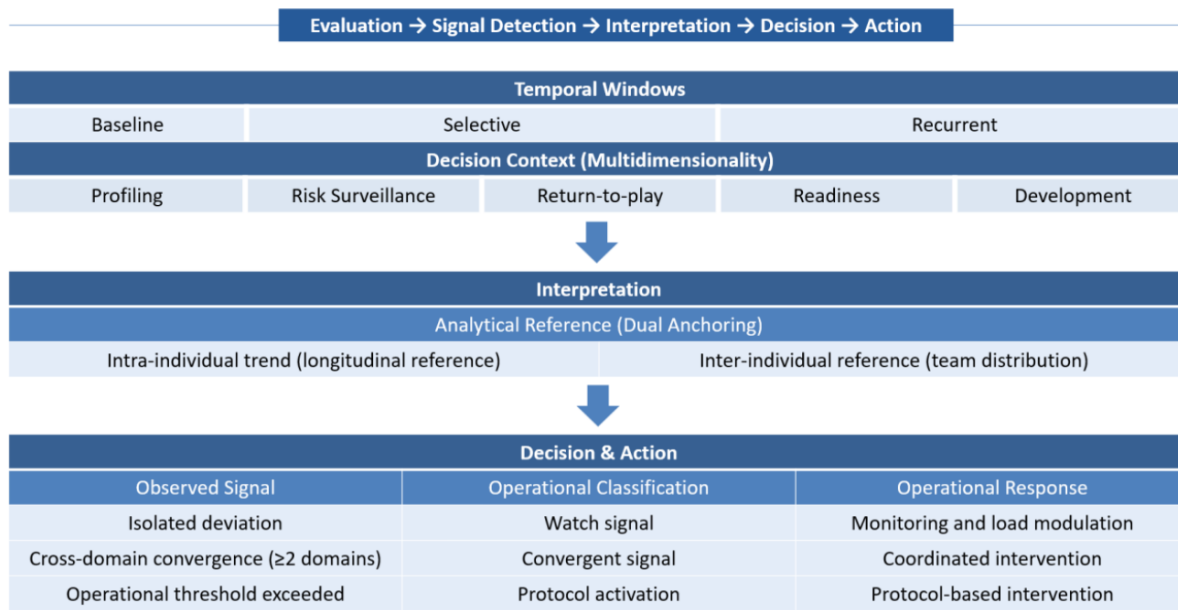 Evaluation → Signal Detection → Interpretation → Decision → Action
Temporal Windows
Baseline Selective Recurrent
Decision Context (Multidimensionality)
Profiling Risk Surveillance Return-to-play Readiness Development
Interpretation
Analytical Reference (Dual Anchoring)
Intra-individual trend (longitudinal reference) Inter-individual reference (team distribution)
Decision & Action
Observed Signal Operational Classification Operational Response
Isolated deviation Watch signal Monitoring and load modulation
Cross-domain convergence (≥2 domains) Convergent signal Coordinated intervention
Operational threshold exceeded Protocol activation Protocol-based intervention